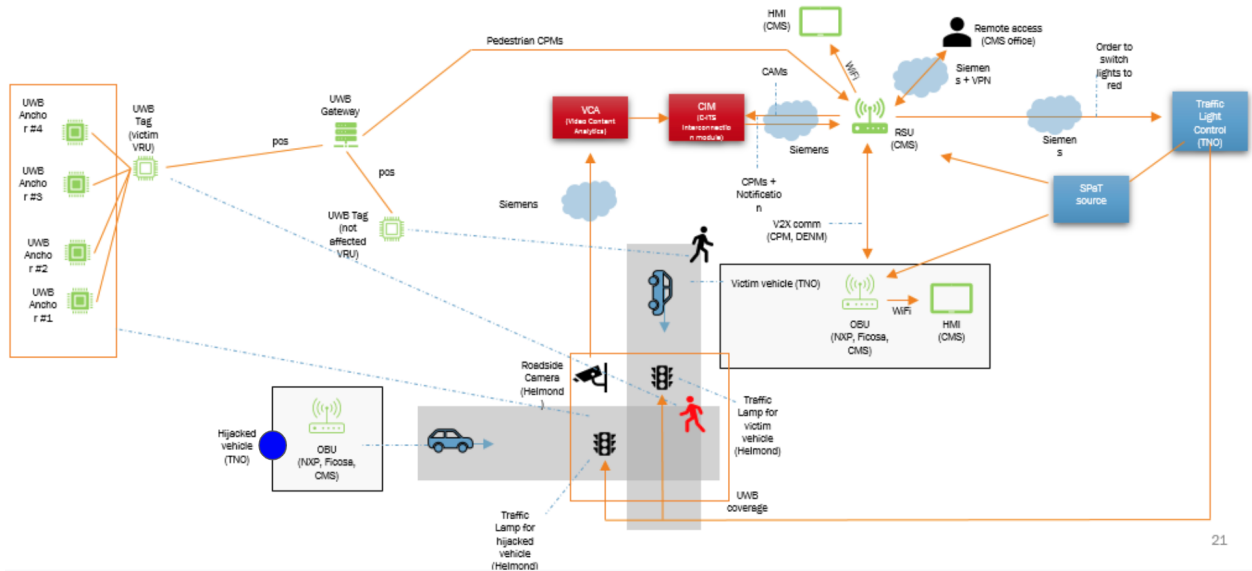 HMI
(CMS)
Remote access
(CMS office)
Pedestrian CPMs
WiFi
Siemen
s + VPN
Order to
switch
lights to
red
UWB
Ancho
r #4
UWB
Tag
(victim
VRU)
UWB
Gateway
CAMs
VCA
(Video Content
Analytics)
CIM
(C-ITS
Interconnectio
n module)
RSU
(CMS)
Traffic
Light
Control
(TNO)
pos
Siemens
Siemen
s
UWB
Ancho
r #3
pos
CPMs +
Notificatio
n
SPaT
source
Siemens
UWB Tag
(not
affected
VRU)
V2X comm
(CPM, DENM)
UWB
Ancho
r #2
UWB
Ancho
r #1
Victim vehicle (TNO)
WiFi
OBU
(NXP, Ficosa,
CMS)
HMI
(CMS)
Roadside
Camera
(Helmond
)
Traffic
Lamp for
victim
vehicle
(Helmond)
Hijacked
vehicle
(TNO)
OBU
(NXP, Ficosa,
CMS)
UWB
coverage
Traffic
Lamp for
hijacked
vehicle
(Helmond)
21